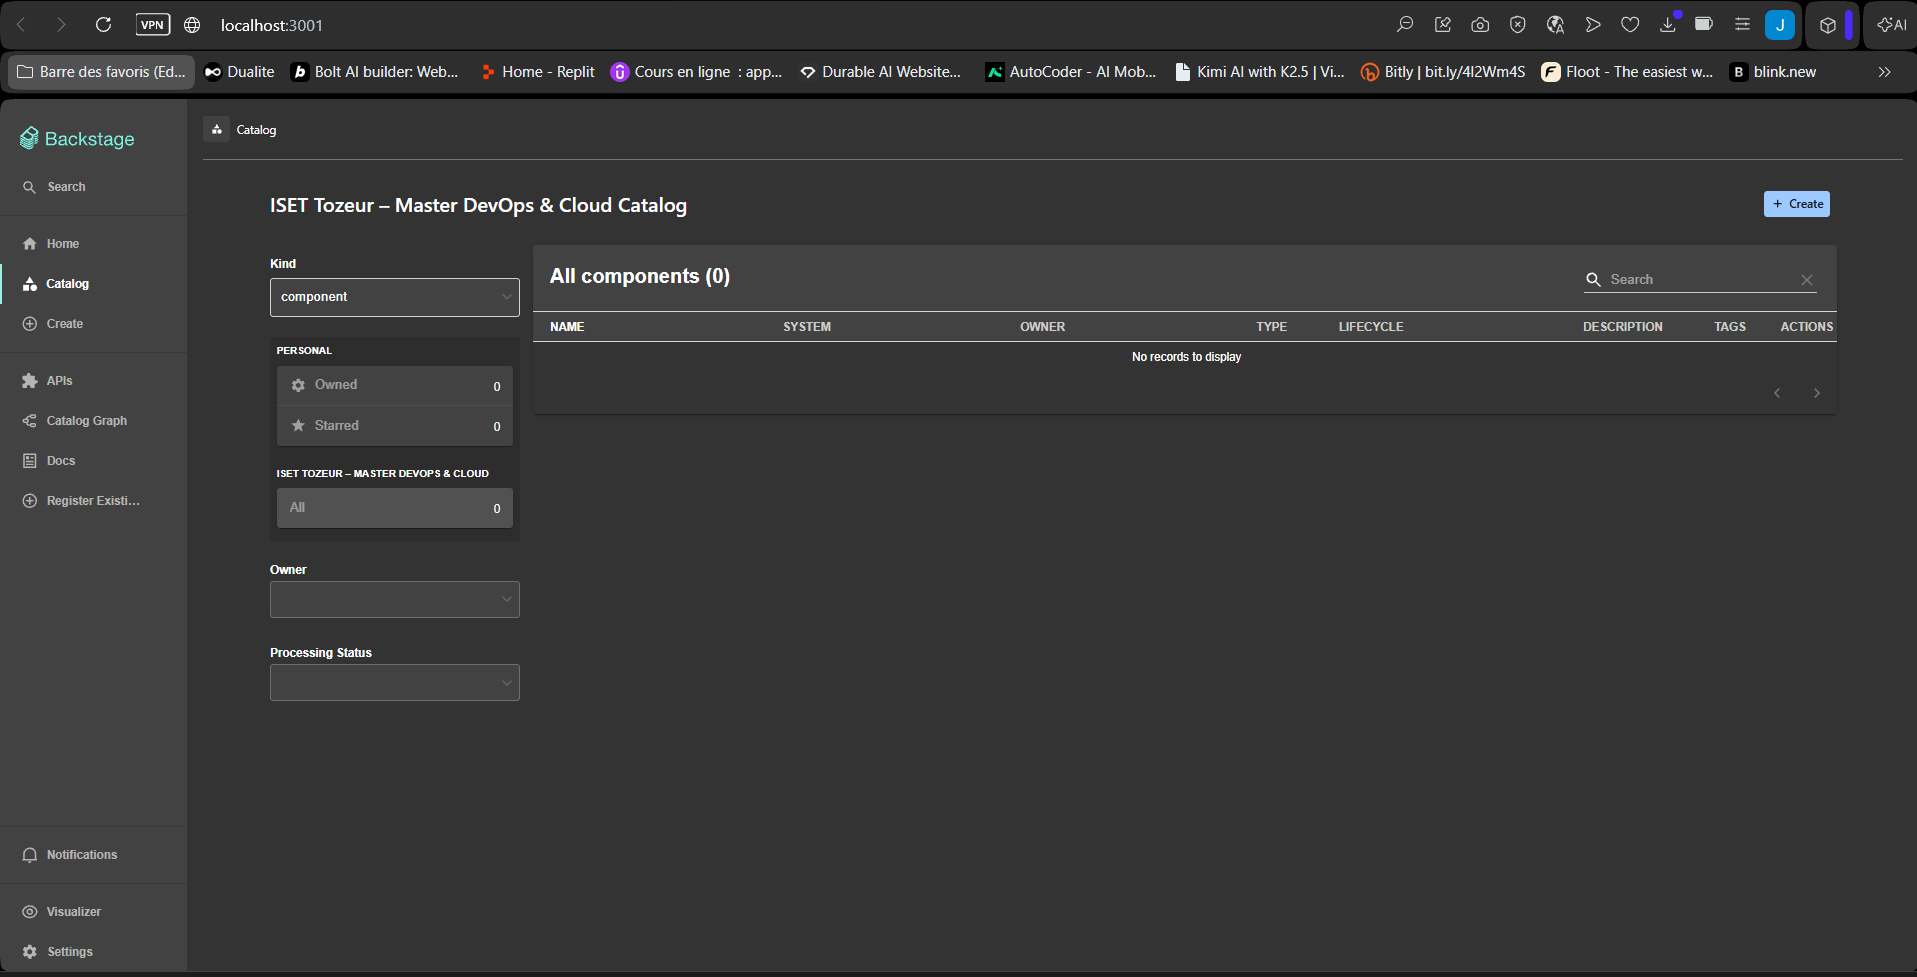 VPN localhost:3001 J AI
Barre des favoris (Ed... Dualite Bolt AI builder: Web... Home - Replit Cours en ligne : app... Durable AI Website... AutoCoder - AI Mob... Kimi AI with K2.5 | Vi... Bitly | bit.ly/4l2Wm4S Floot - The easiest w... B blink.new
Backstage
Search
Home
Catalog
Create
APIs
Catalog Graph
Docs
Register Existi...
Notifications
Visualizer
Settings
Catalog
ISET Tozeur – Master DevOps & Cloud Catalog
+ Create
Kind
component
PERSONAL
Owned 0
Starred 0
ISET TOZEUR – MASTER DEVOPS & CLOUD
All 0
Owner
Processing Status
All components (0)
Search
NAME SYSTEM OWNER TYPE LIFECYCLE DESCRIPTION TAGS ACTIONS
No records to display